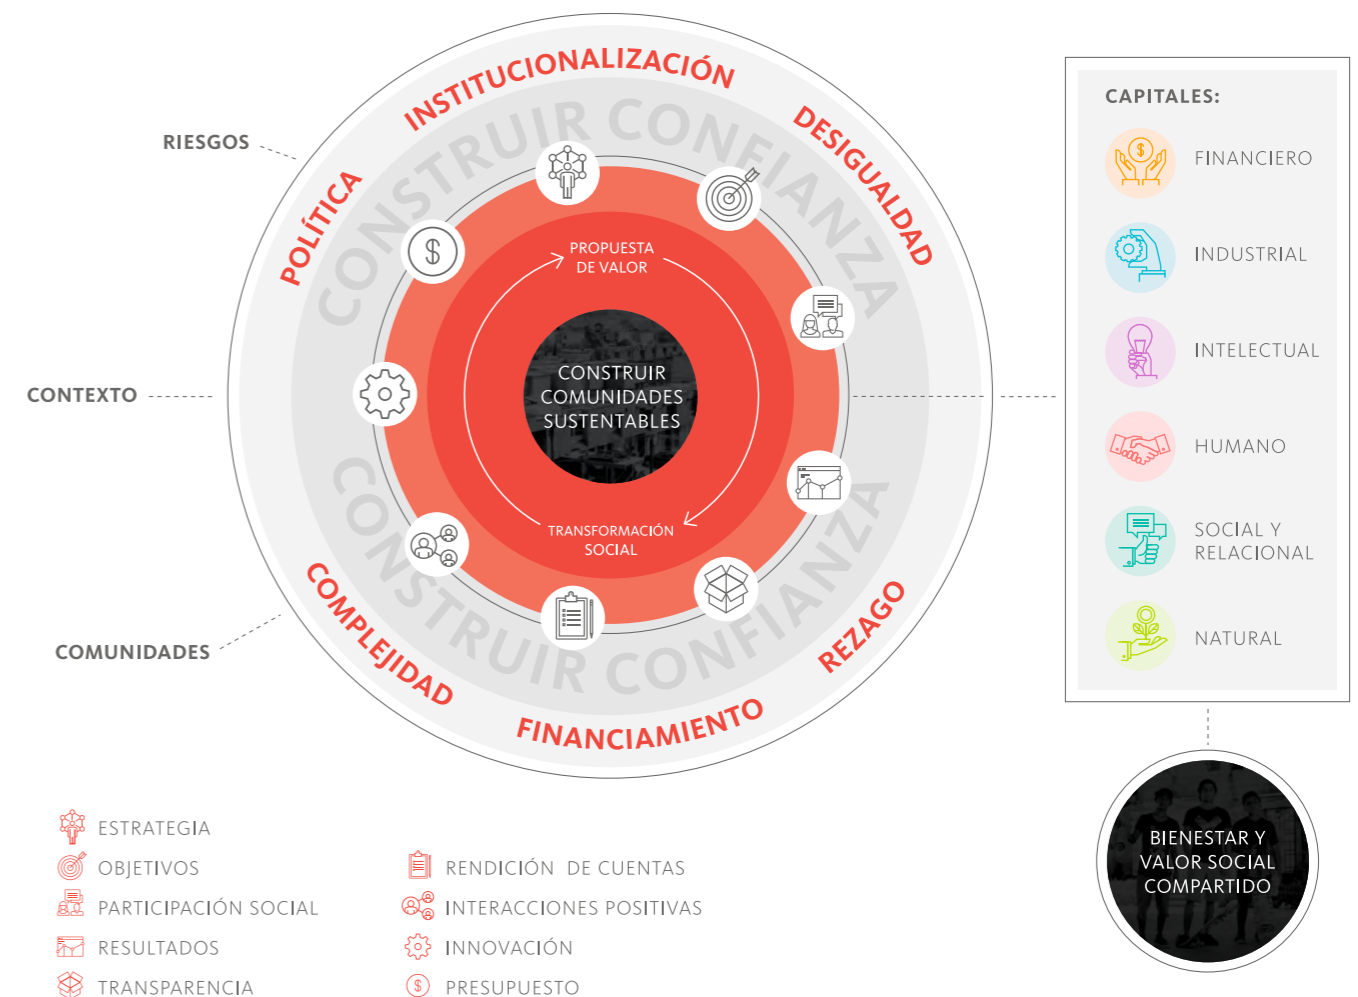 RIESGOS
CONTEXTO
COMUNIDADES
POLÍTICA
INSTITUCIONALIZACIÓN
DESIGUALDAD
COMPLEJIDAD
FINANCIAMIENTO
REZAGO
CONSTRUIR CONFIANZA
CONSTRUIR CONFIANZA
$
PROPUESTA
DE VALOR
CONSTRUIR
COMUNIDADES
SUSTENTABLES
TRANSFORMACIÓN
SOCIAL
CAPITALES:
$
FINANCIERO
INDUSTRIAL
INTELECTUAL
HUMANO
SOCIAL Y
RELACIONAL
NATURAL
BIENESTAR Y
VALOR SOCIAL
COMPARTIDO
ESTRATEGIA
OBJETIVOS
PARTICIPACIÓN SOCIAL
RESULTADOS
TRANSPARENCIA
RENDICIÓN DE CUENTAS
INTERACCIONES POSITIVAS
INNOVACIÓN
$ PRESUPUESTO